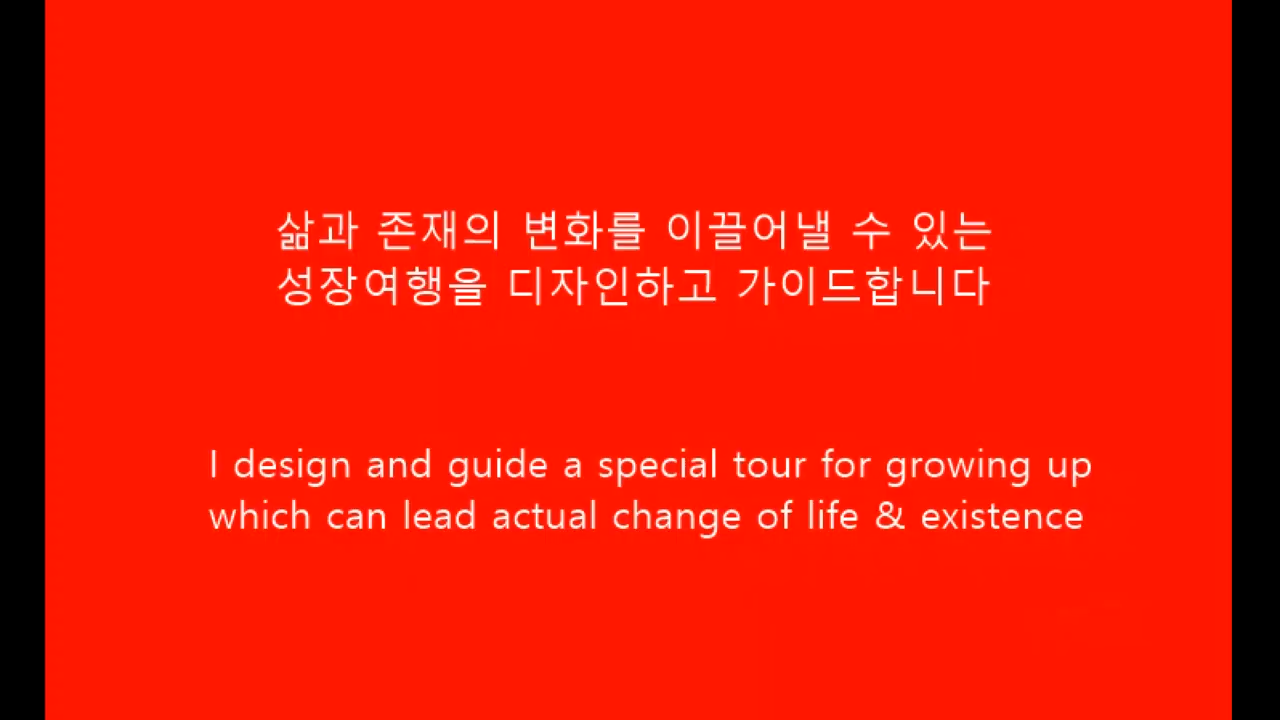 삶과 존재의 변화를 이끌어낼 수 있는
성장여행을 디자인하고 가이드합니다
I design and guide a special tour for growing up
which can lead actual change of life & existence